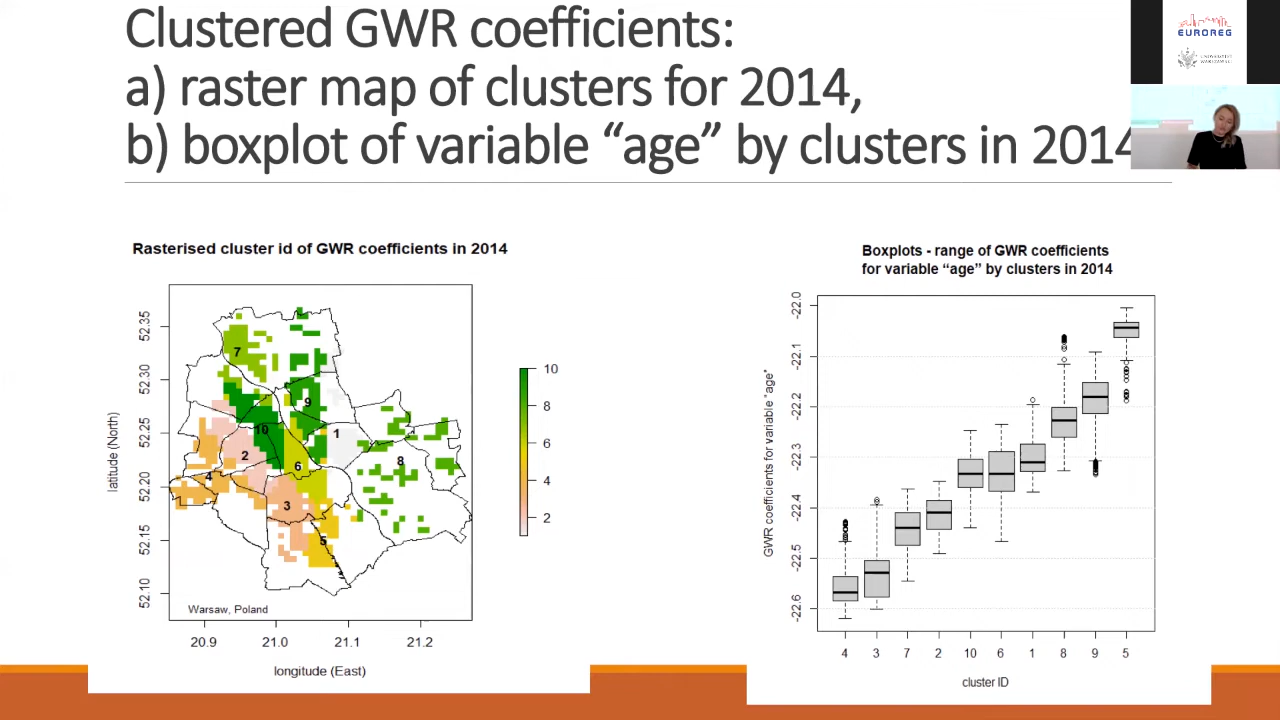 Clustered GWR coefficients:
a) raster map of clusters for 2014,
b) boxplot of variable “age” by clusters in 2014
EUROREG
UNIWERSYTET
WARSZAWSKI
Rasterised cluster id of GWR coefficients in 2014
latitude (North)
52.35
52.30
52.25
52.20
52.15
52.10
7
9
10
1
2
6
8
4
3
5
Warsaw, Poland
20.9 21.0 21.1 21.2
longitude (East)
10
8
6
4
2
Boxplots - range of GWR coefficients
for variable “age” by clusters in 2014
GWR coefficients for variable "age"
-22.0
-22.1
-22.2
-22.3
-22.4
-22.5
-22.6
4 3 7 2 10 6 1 8 9 5
cluster ID